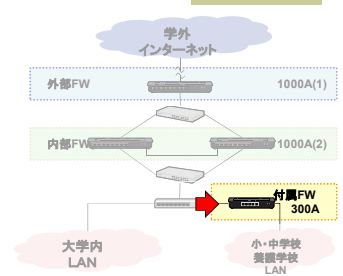 学外
インターネット
外部FW
1000A(1)
内部FW
1000A(2)
付属FW
300A
大学内
LAN
小・中学校
養護学校
LAN